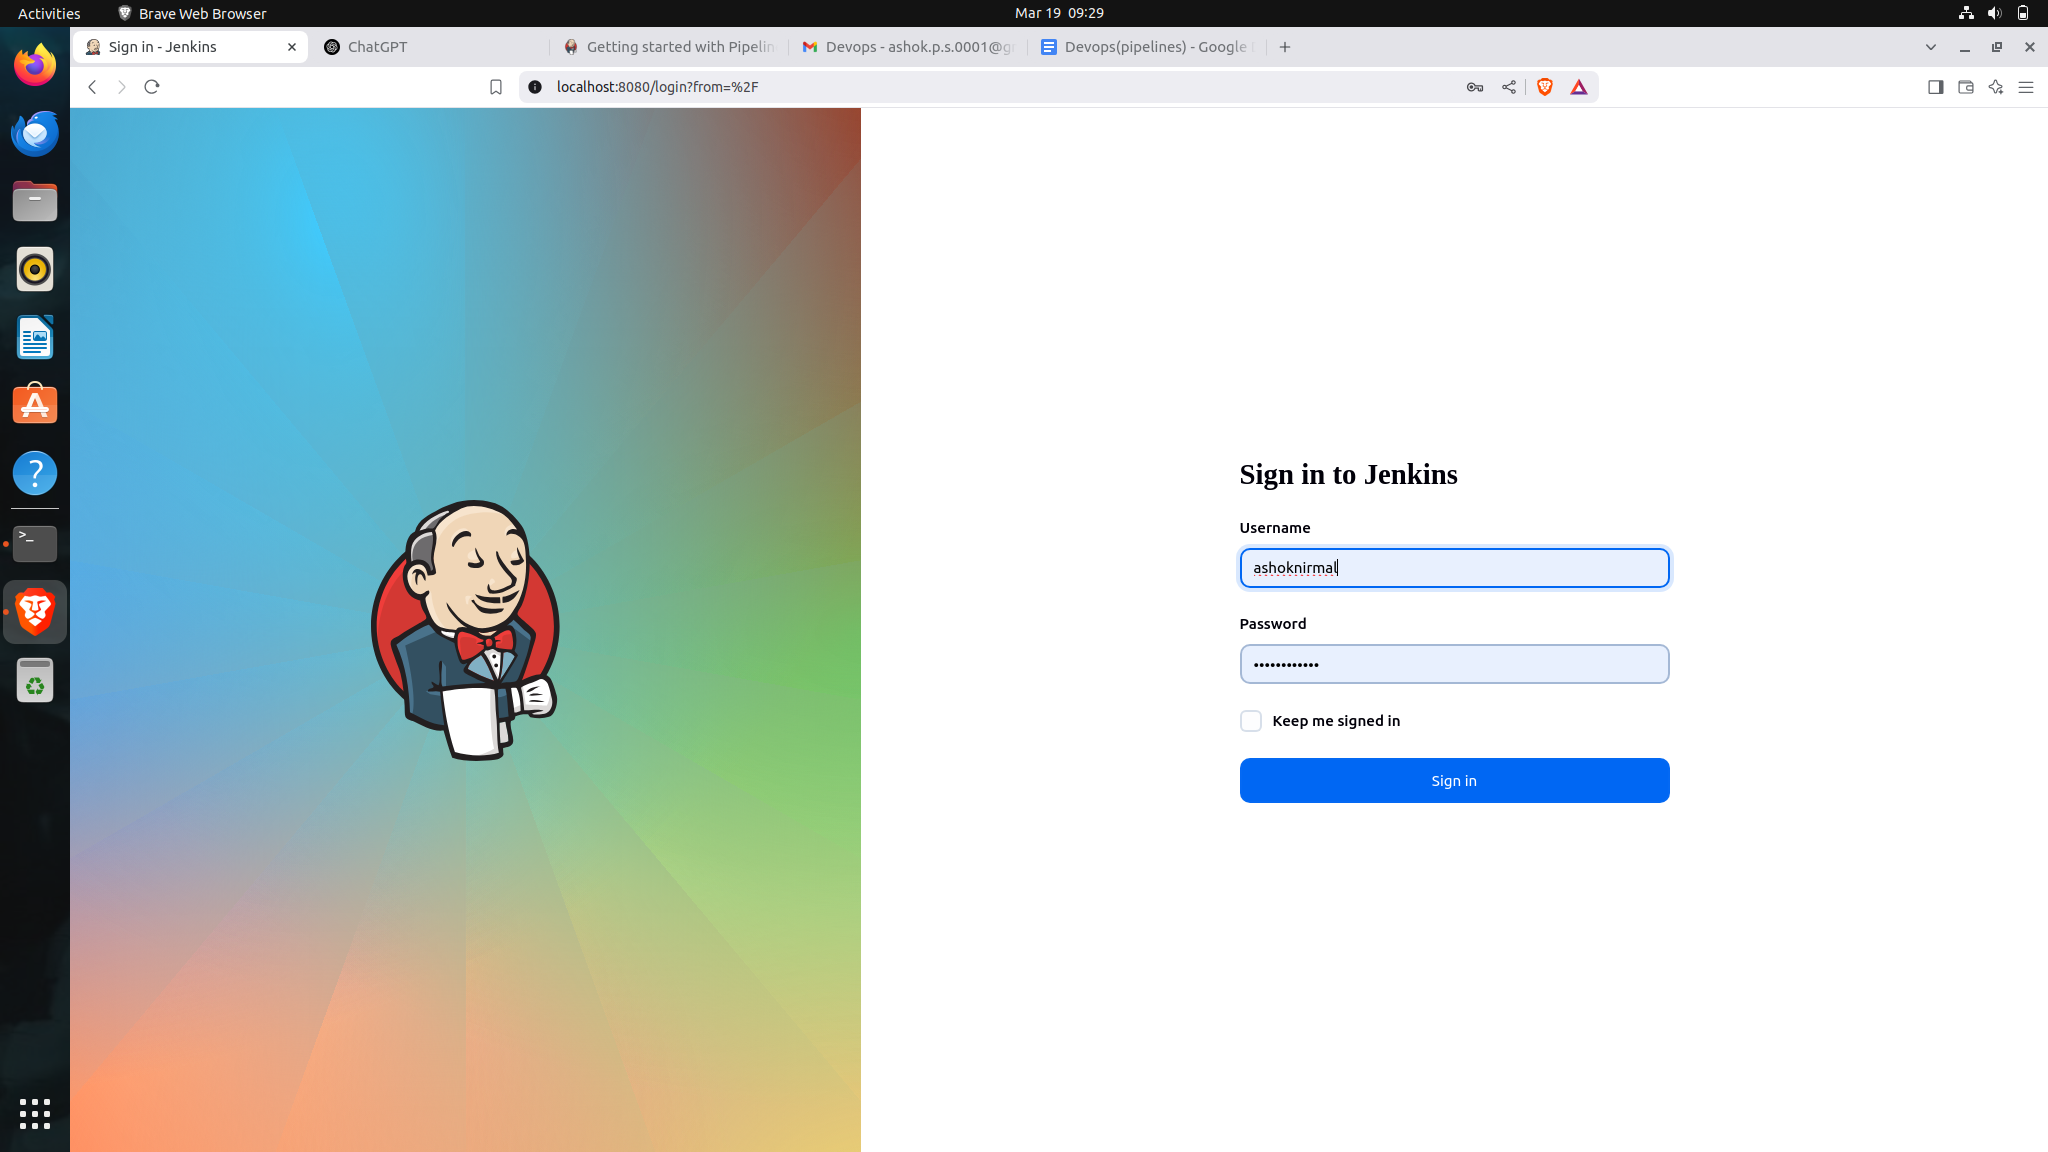 Activities
Brave Web Browser
Mar 19 09:29
Sign in - Jenkins
ChatGPT
Getting started with Pipelin
Devops - ashok.p.s.0001@g
Devops(pipelines) - Google
localhost:8080/login?from=%2F
Sign in to Jenkins
Username
ashoknirmal
Password
••••••••••••
Keep me signed in
Sign in